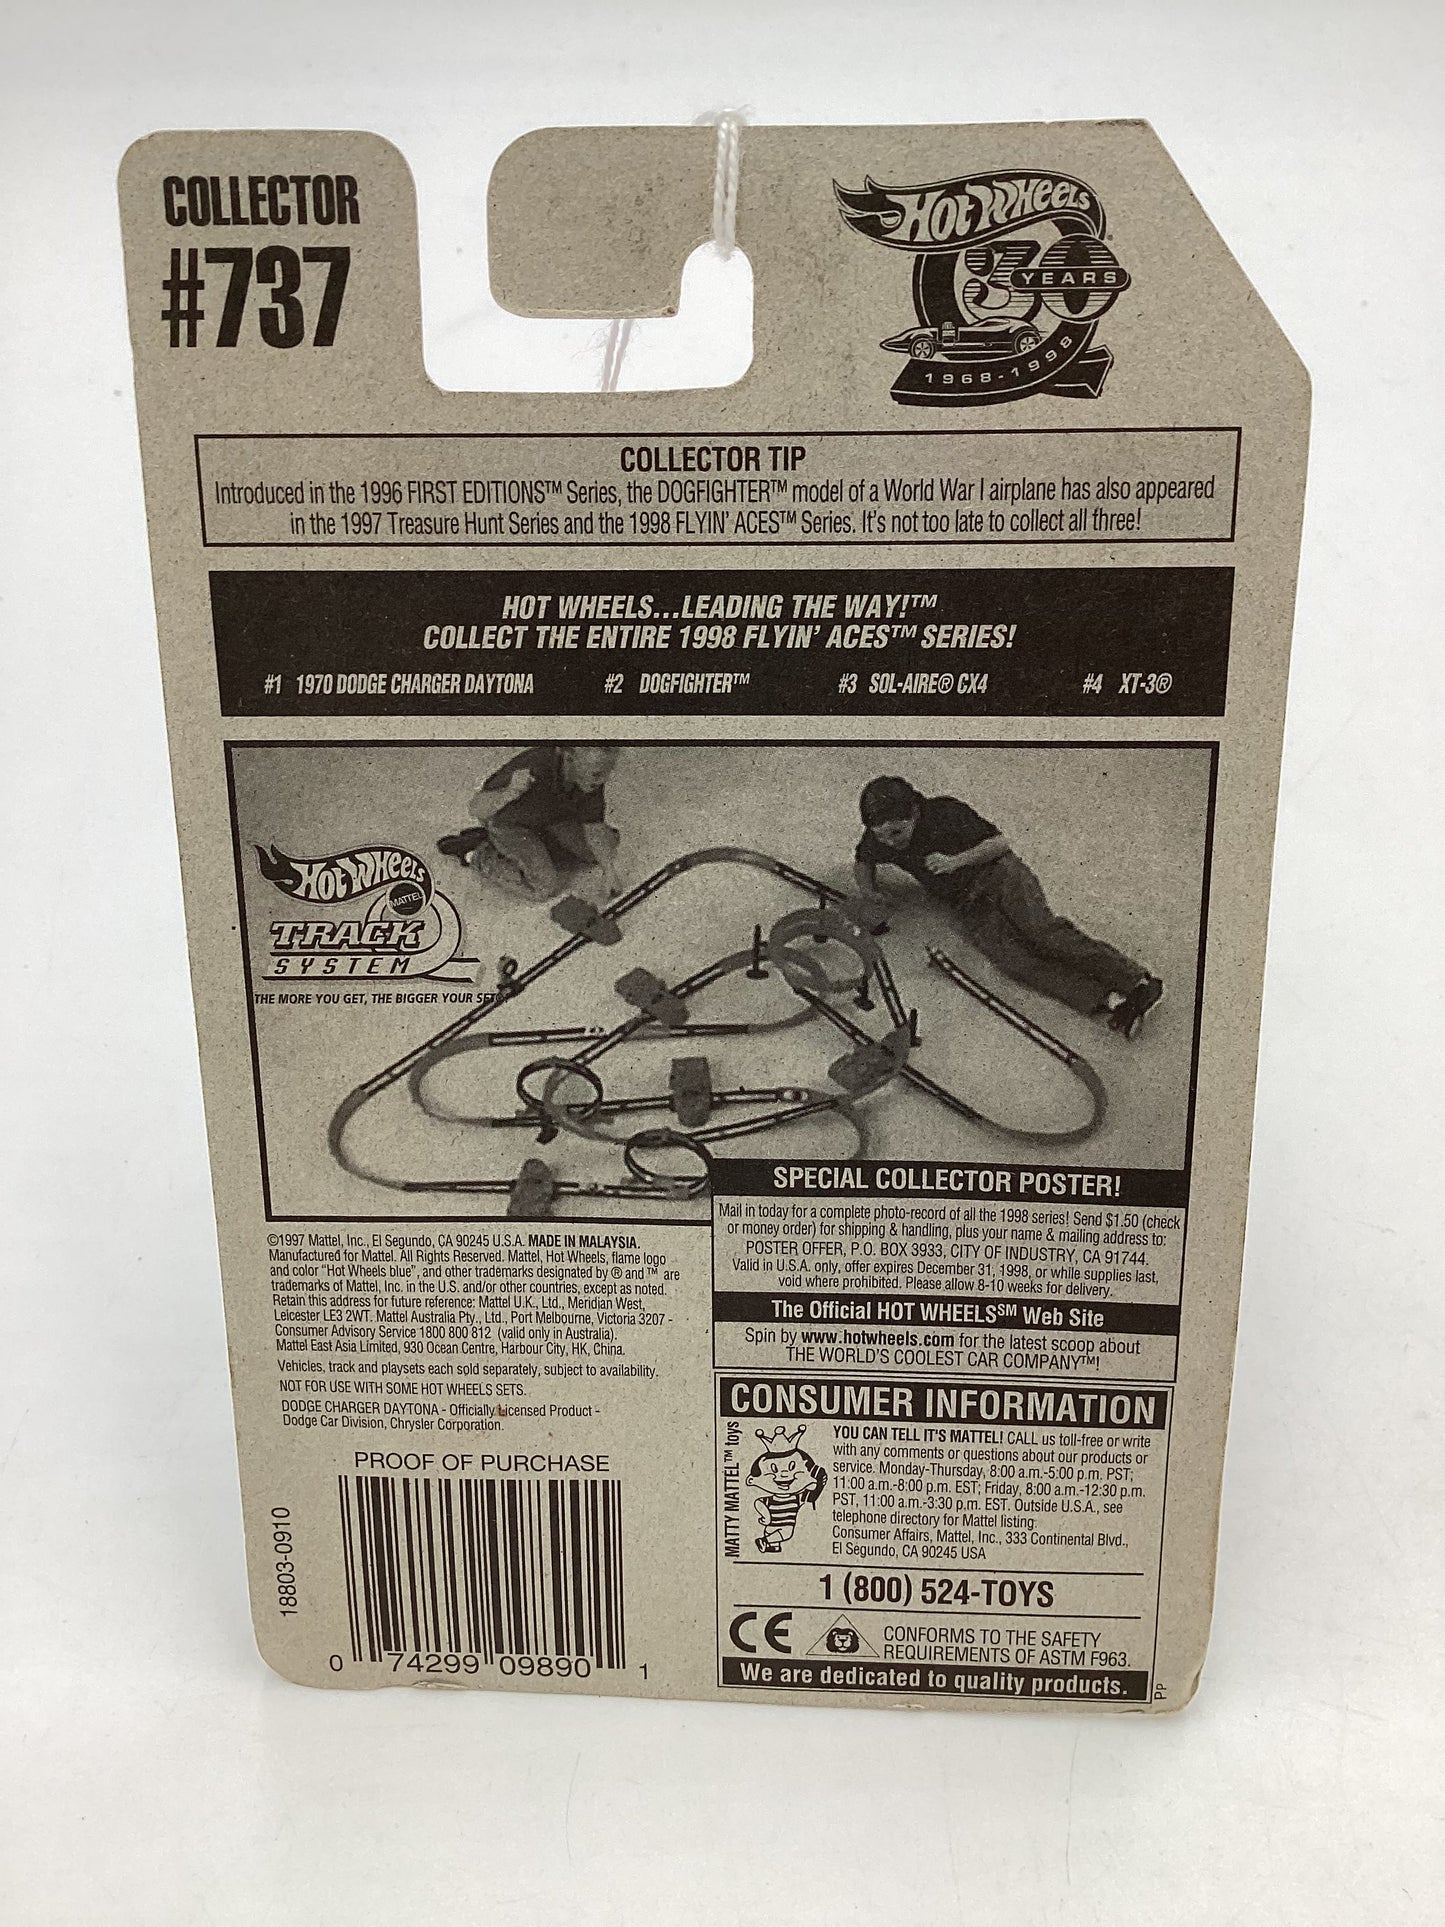 COLLECTOR
#737
HOT WHEELS
30
YEARS
1968-1998
COLLECTOR TIP
Introduced in the 1996 FIRST EDITIONS™ Series, the DOGFIGHTER™ model of a World War I airplane has also appeared
in the 1997 Treasure Hunt Series and the 1998 FLYIN' ACES™ Series. It's not too late to collect all three!
HOT WHEELS...LEADING THE WAY!™
COLLECT THE ENTIRE 1998 FLYIN' ACES™ SERIES!
#1 1970 DODGE CHARGER DAYTONA #2 DOGFIGHTER™ #3 SOL-AIRE® CX4 #4 XT-3®
HOT WHEELS
MATTEL
TRACK
SYSTEM
THE MORE YOU GET, THE BIGGER YOUR SET
SPECIAL COLLECTOR POSTER!
Mail in today for a complete photo-record of all the 1998 series! Send $1.50 (check
or money order) for shipping & handling, plus your name & mailing address to:
POSTER OFFER, P.O. BOX 3933, CITY OF INDUSTRY, CA 91744.
Valid in U.S.A. only, offer expires December 31, 1998, or while supplies last,
void where prohibited. Please allow 8-10 weeks for delivery.
The Official HOT WHEELS℠ Web Site
Spin by www.hotwheels.com for the latest scoop about
THE WORLD'S COOLEST CAR COMPANY™!
©1997 Mattel, Inc., El Segundo, CA 90245 U.S.A. MADE IN MALAYSIA.
Manufactured for Mattel. All Rights Reserved. Mattel, Hot Wheels, flame logo
and color "Hot Wheels blue", and other trademarks designated by ® and ™ are
trademarks of Mattel, Inc. in the U.S. and/or other countries, except as noted.
Retain this address for future reference: Mattel U.K., Ltd., Meridian West,
Leicester LE3 2WT. Mattel Australia Pty., Ltd., Port Melbourne, Victoria 3207 -
Consumer Advisory Service 1800 800 812 (valid only in Australia).
Mattel East Asia Limited, 930 Ocean Centre, Harbour City, HK, China.
Vehicles, track and playsets each sold separately, subject to availability.
NOT FOR USE WITH SOME HOT WHEELS SETS.
DODGE CHARGER DAYTONA - Officially Licensed Product -
Dodge Car Division, Chrysler Corporation.
PROOF OF PURCHASE
18803-0910
0 74299 09890 1
CONSUMER INFORMATION
MATTY MATTEL™ toys
YOU CAN TELL IT'S MATTEL! CALL us toll-free or write
with any comments or questions about our products or
service. Monday-Thursday, 8:00 a.m.-5:00 p.m. PST;
11:00 a.m.-8:00 p.m. EST; Friday, 8:00 a.m.-12:30 p.m.
PST, 11:00 a.m.-3:30 p.m. EST. Outside U.S.A., see
telephone directory for Mattel listing.
Consumer Affairs, Mattel, Inc., 333 Continental Blvd.,
El Segundo, CA 90245 USA
1 (800) 524-TOYS
CE
CONFORMS TO THE SAFETY
REQUIREMENTS OF ASTM F963.
We are dedicated to quality products.
PP